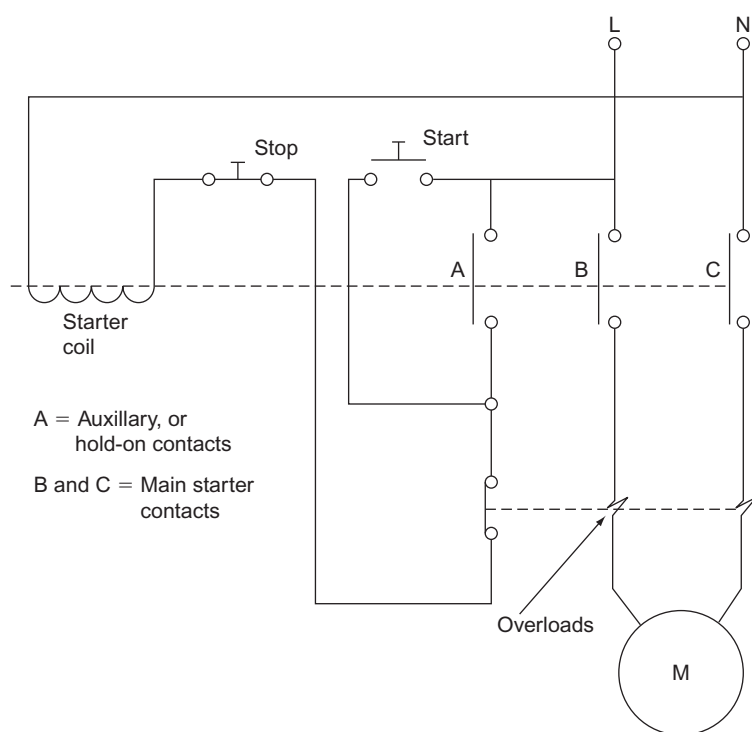 L N
Stop
Start
A B C
Starter
coil
A = Auxillary, or
hold-on contacts
B and C = Main starter
contacts
Overloads
M